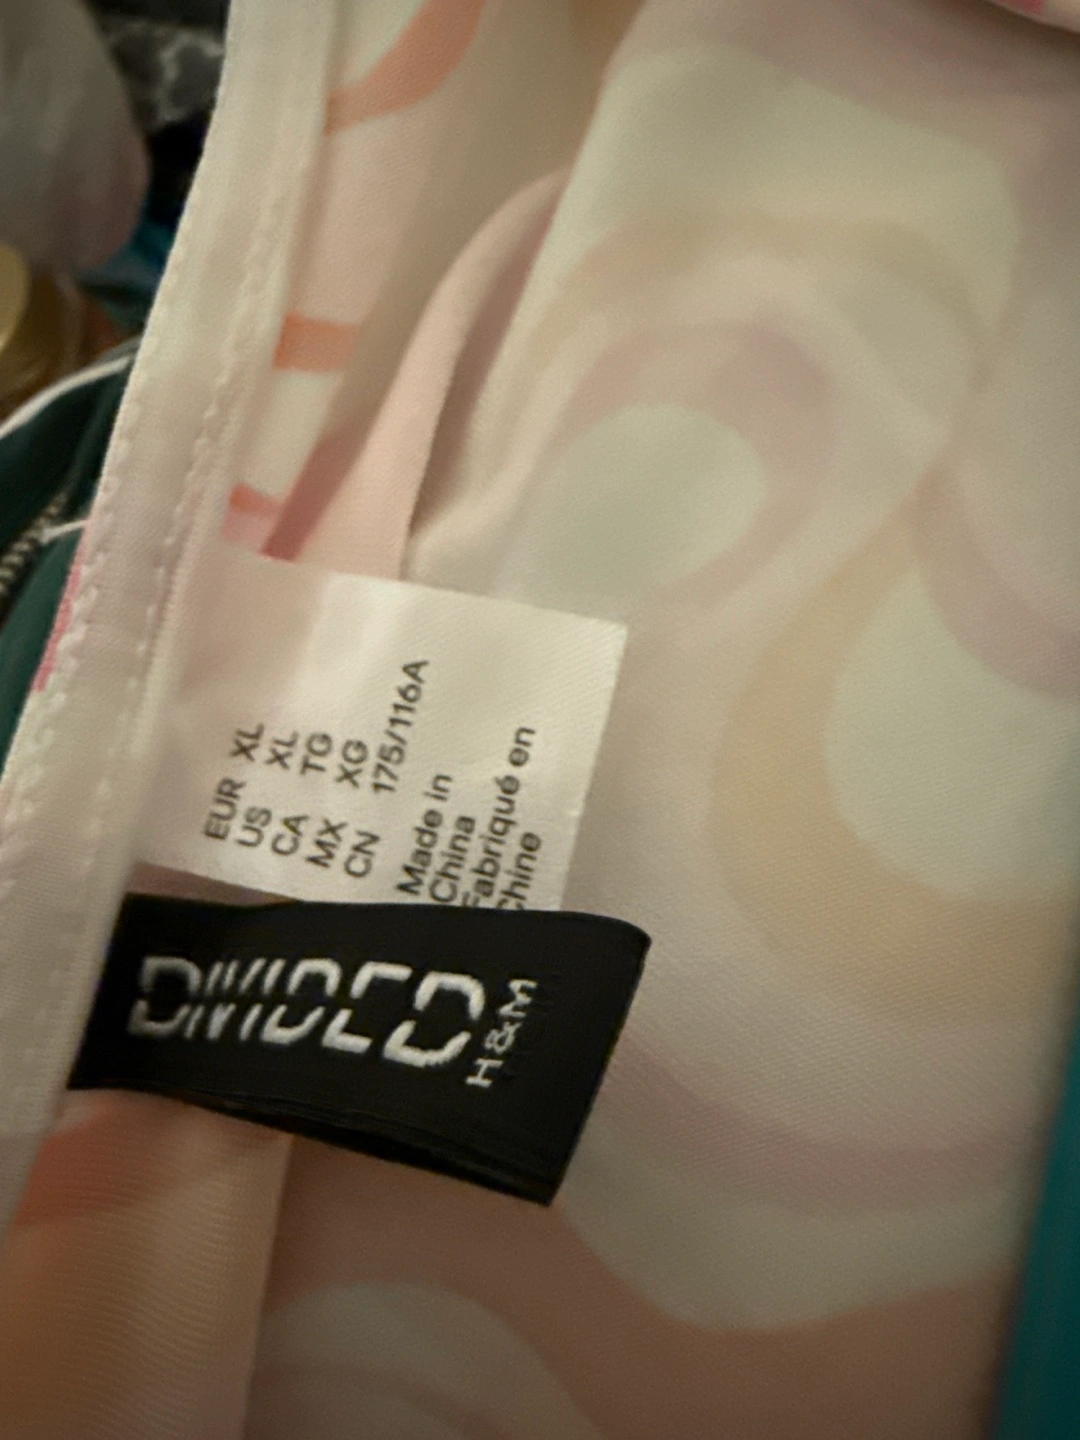 EUR XL
US XL
CA TG
MX XG
CN 175/116A
Made in
China
Fabriqué en
Chine
DIVIDED
H&M